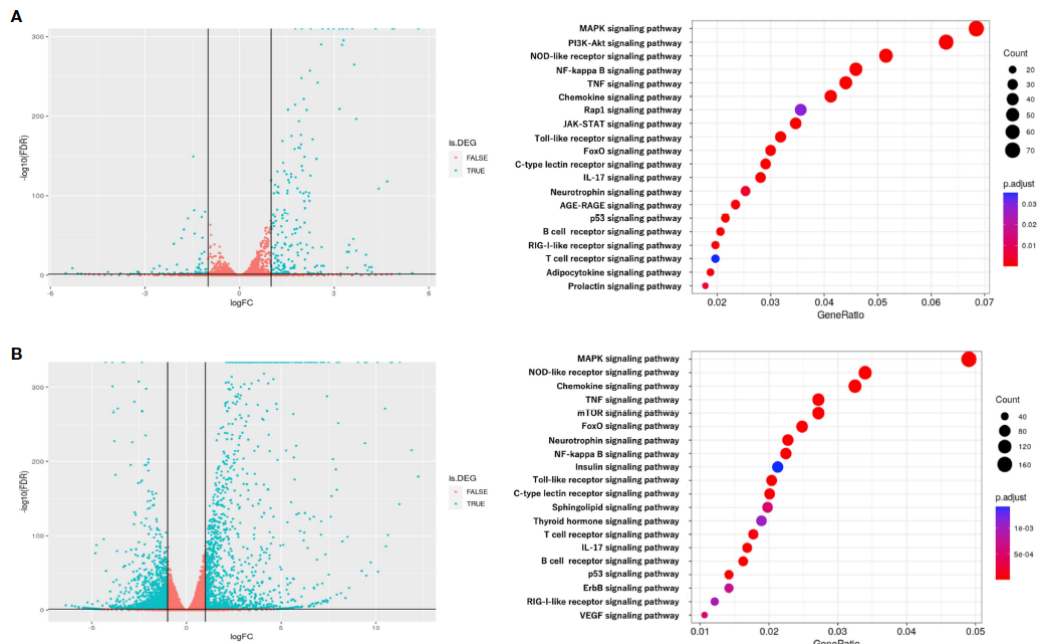 A
300
200
100
0
-log10(FDR)
-6
-3
0
3
6
logFC
Is.DEG
FALSE
TRUE
MAPK signaling pathway
PI3K-Akt signaling pathway
NOD-like receptor signaling pathway
NF-kappa B signaling pathway
TNF signaling pathway
Chemokine signaling pathway
Rap1 signaling pathway
JAK-STAT signaling pathway
Toll-like receptor signaling pathway
FoxO signaling pathway
C-type lectin receptor signaling pathway
IL-17 signaling pathway
Neurotrophin signaling pathway
AGE-RAGE signaling pathway
p53 signaling pathway
B cell receptor signaling pathway
RIG-I-like receptor signaling pathway
T cell receptor signaling pathway
Adipocytokine signaling pathway
Prolactin signaling pathway
0.02
0.03
0.04
0.05
0.06
0.07
GeneRatio
Count
20
30
40
50
60
70
p.adjust
0.03
0.02
0.01
B
300
200
100
0
-log10(FDR)
-5
0
5
10
logFC
Is.DEG
FALSE
TRUE
MAPK signaling pathway
NOD-like receptor signaling pathway
Chemokine signaling pathway
TNF signaling pathway
mTOR signaling pathway
FoxO signaling pathway
Neurotrophin signaling pathway
NF-kappa B signaling pathway
Insulin signaling pathway
Toll-like receptor signaling pathway
C-type lectin receptor signaling pathway
Sphingolipid signaling pathway
Thyroid hormone signaling pathway
T cell receptor signaling pathway
IL-17 signaling pathway
B cell receptor signaling pathway
p53 signaling pathway
ErbB signaling pathway
RIG-I-like receptor signaling pathway
VEGF signaling pathway
0.01
0.02
0.03
0.04
0.05
GeneRatio
Count
40
80
120
160
p.adjust
1e-03
5e-04